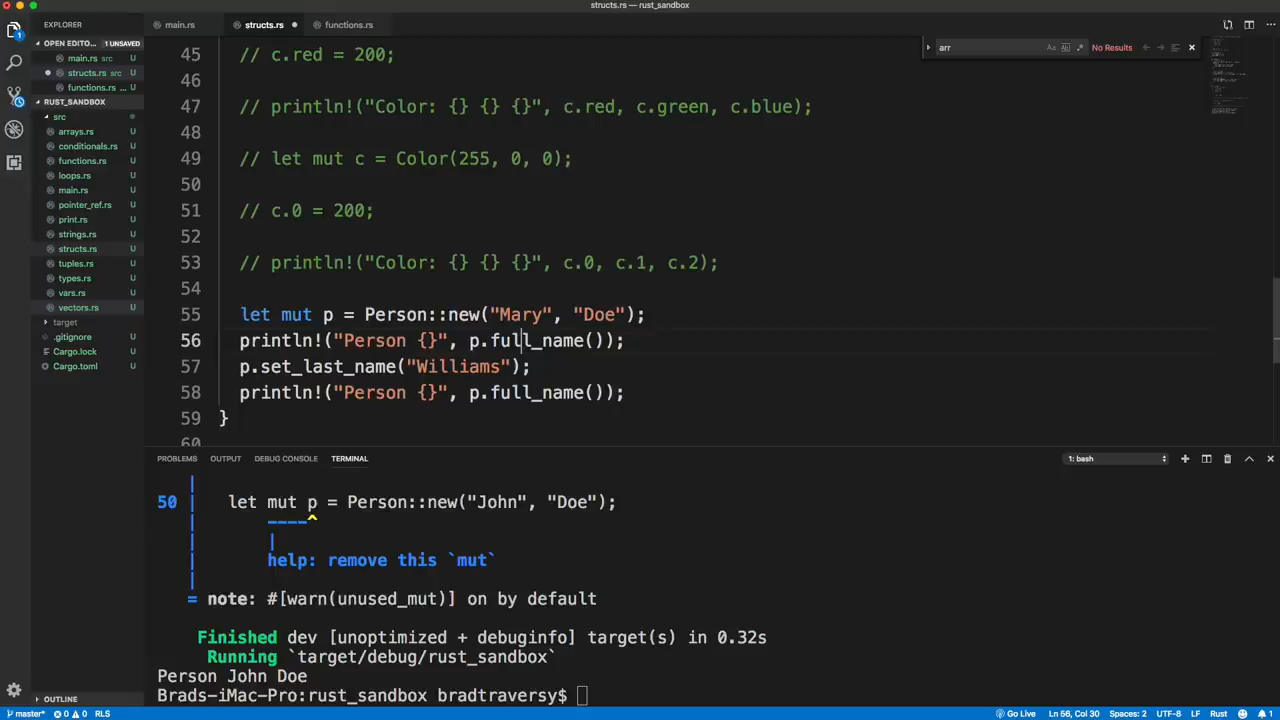 structs.rs — rust_sandbox
EXPLORER
main.rs
structs.rs
functions.rs
OPEN EDITO... 1 UNSAVED
main.rs src
structs.rs src
functions.rs ...
RUST_SANDBOX
src
arrays.rs U
conditionals.rs U
functions.rs U
loops.rs U
main.rs U
pointer_ref.rs U
print.rs U
strings.rs U
structs.rs U
tuples.rs U
types.rs U
vars.rs U
vectors.rs U
target
.gitignore U
Cargo.lock U
Cargo.toml U
OUTLINE
arr
No Results
45 // c.red = 200;
46
47 // println!("Color: {} {} {}", c.red, c.green, c.blue);
48
49 // let mut c = Color(255, 0, 0);
50
51 // c.0 = 200;
52
53 // println!("Color: {} {} {}", c.0, c.1, c.2);
54
55 let mut p = Person::new("Mary", "Doe");
56 println!("Person {}", p.full_name());
57 p.set_last_name("Williams");
58 println!("Person {}", p.full_name());
59 }
60
PROBLEMS OUTPUT DEBUG CONSOLE TERMINAL
1: bash
|
50 | let mut p = Person::new("John", "Doe");
| ----^
| |
| help: remove this `mut`
|
= note: #[warn(unused_mut)] on by default
Finished dev [unoptimized + debuginfo] target(s) in 0.32s
Running `target/debug/rust_sandbox`
Person John Doe
Brads-iMac-Pro:rust_sandbox bradtraversy$
master* 0 0 RLS
Go Live Ln 56, Col 30 Spaces: 2 UTF-8 LF Rust 1